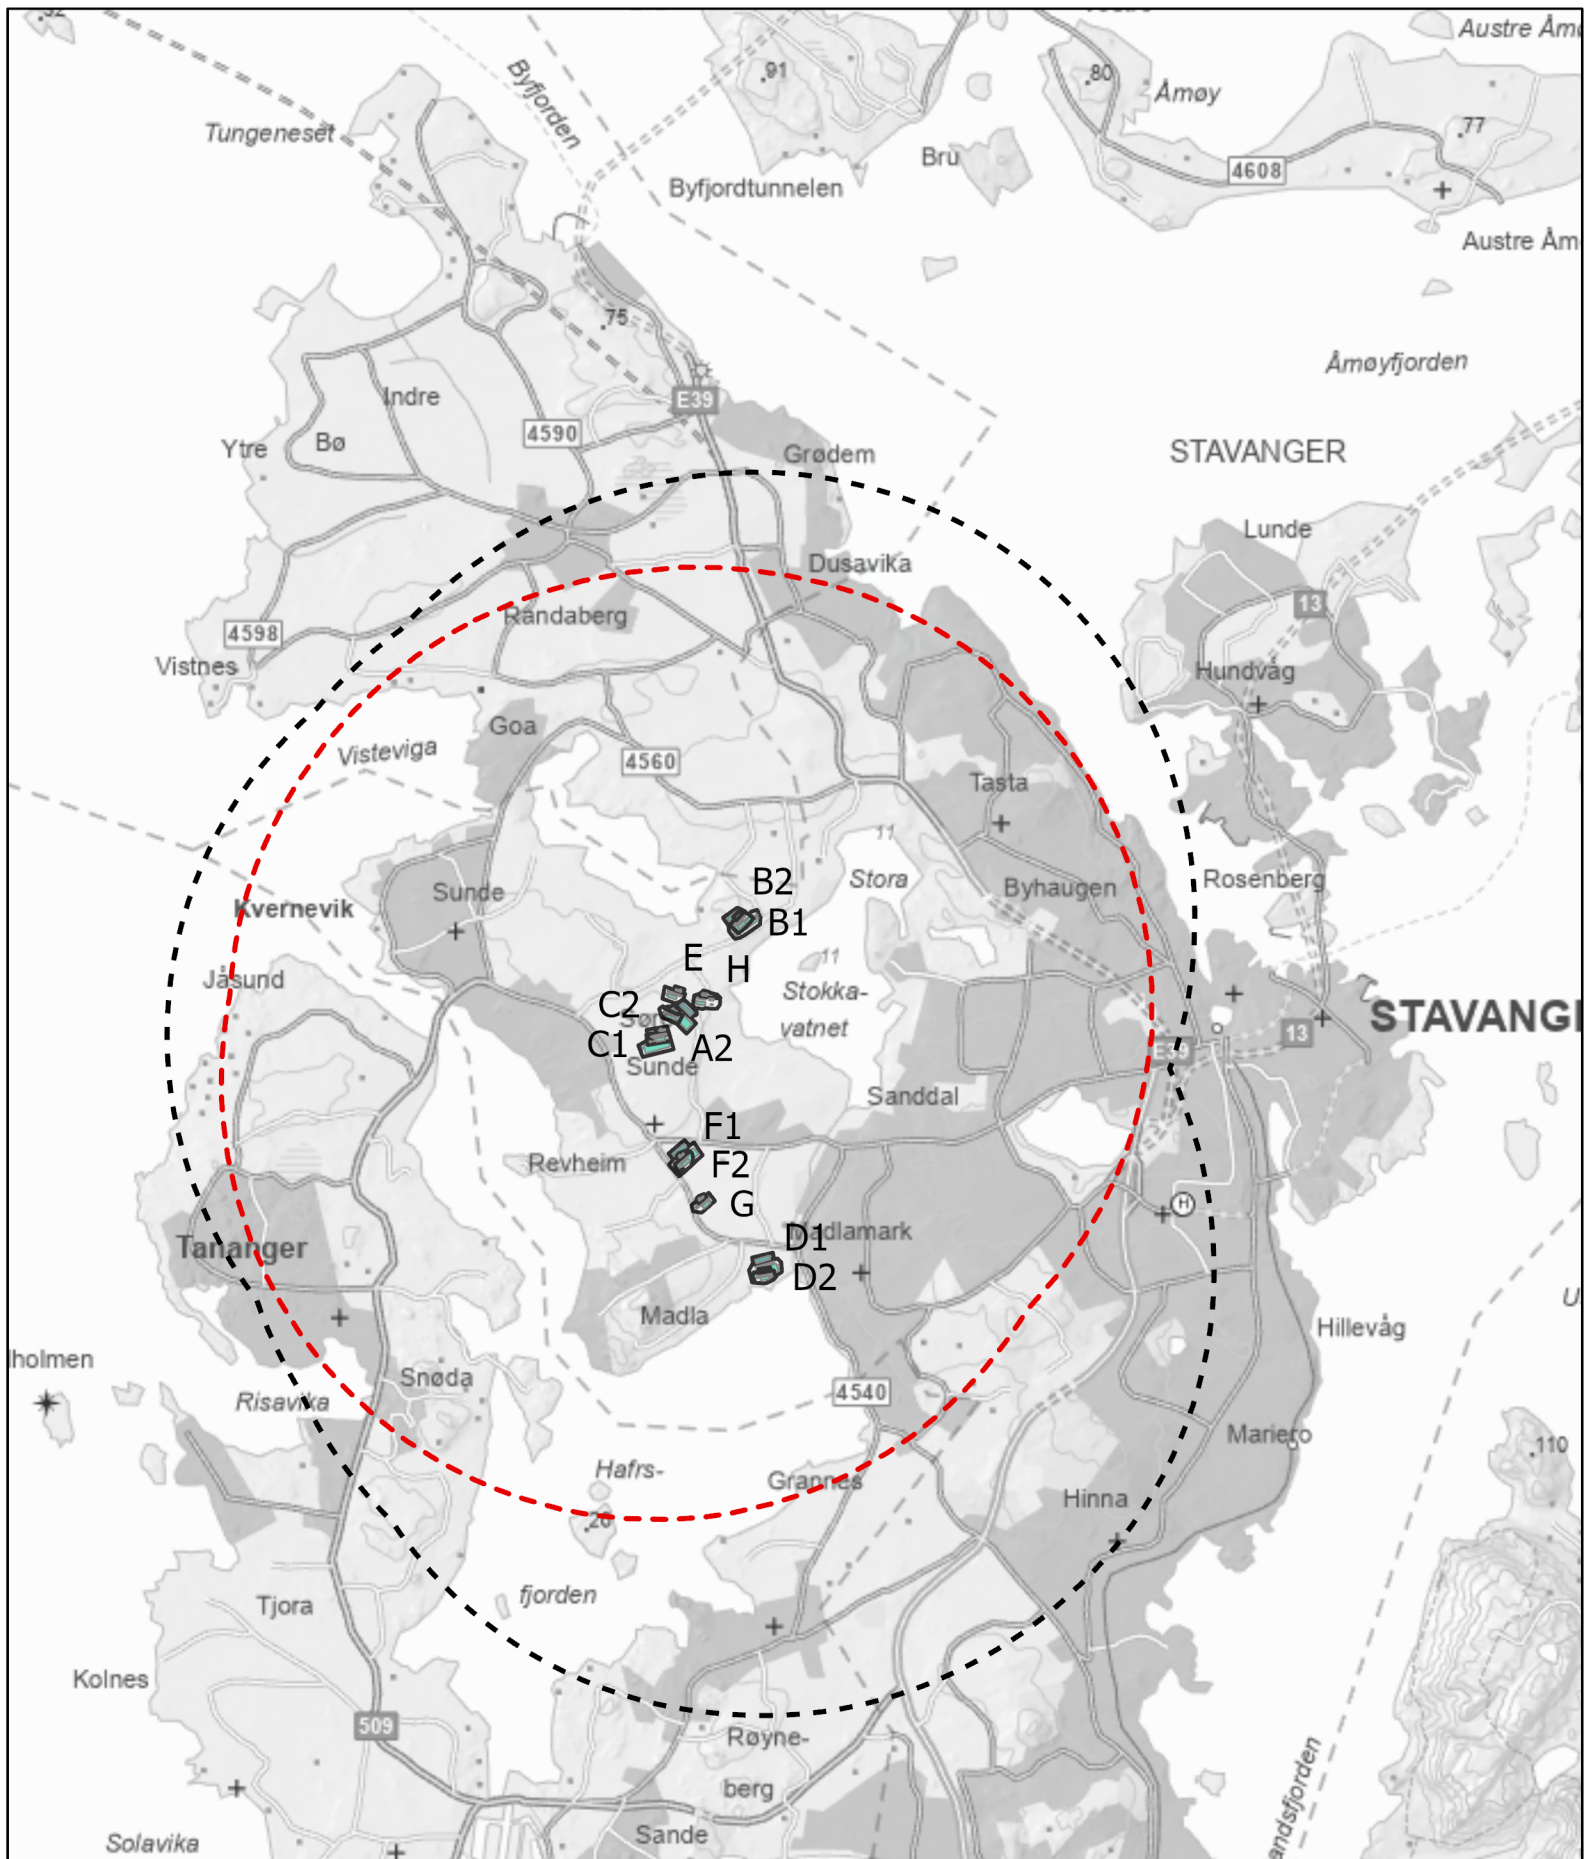 Austre Åm
Byfjorden
91
80
Åmøy
Tungeneset
77
Bru
4608
Byfjordtunnelen
Austre Åm
75
Åmøyfjorden
Indre
E39
4590
Ytre
Bø
Grødem
STAVANGER
Lunde
Dusavika
13
Randaberg
4598
Vistnes
Hundvåg
Goa
Visteviga
4560
Tasta
11
Stora
B2
Byhaugen
Rosenberg
Sunde
Kvernevik
B1
E
H
11
Jåsund
Stokka-
vatnet
C2
Sør
STAVANG
13
C1
A2
E39
Sunde
Sanddal
F1
Revheim
F2
G
H
Madlamark
D1
Tananger
D2
Madla
Hillevåg
lholmen
Snøda
4540
Risavika
Mariero
110
Hafrs-
Grannes
Hinna
20
fjorden
Tjora
Kolnes
509
Røyne-
berg
andsfjorden
Sande
Solavika